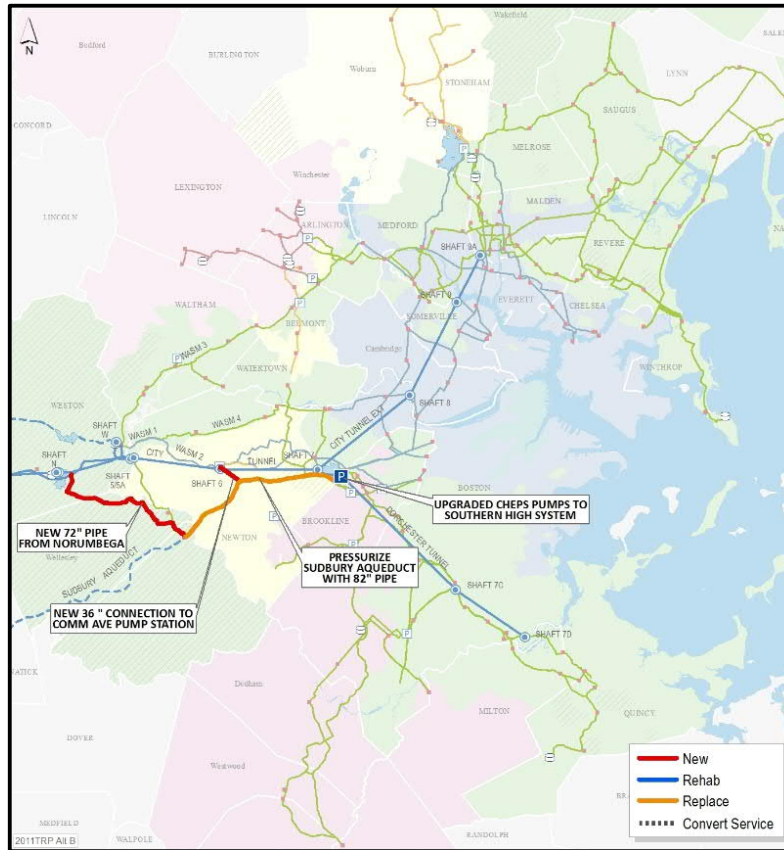 N
Bedford
BURLINGTON
Woburn
STONEHAM
Wakefield
LYNN
SAUGUS
CONCORD
LEXINGTON
Winchester
MELROSE
ARLINGTON
MEDFORD
MALDEN
LINCOLN
REVERE
SHAFT 9A
WALTHAM
SHAFT 9
EVERETT
CHELSEA
BELMONT
SOMERVILLE
WASM 3
Cambridge
WINTHROP
WATERTOWN
WESTON
SHAFT 8
SHAFT
W
WASM 1
WASM 4
CITY TUNNEL EXT
SHAFT
N
CITY
WASM 2
TUNNEL
SHAFT 7
SHAFT
5/5A
SHAFT 6
BOSTON
UPGRADED CHEPS PUMPS TO
SOUTHERN HIGH SYSTEM
BROOKLINE
NEW 72" PIPE
FROM NORUMBEGA
NEWTON
DORCHESTER TUNNEL
PRESSURIZE
SUDBURY AQUEDUCT
WITH 82" PIPE
Wellesley
SUDBURY AQUEDUCT
SHAFT 7C
NEW 36 " CONNECTION TO
COMM AVE PUMP STATION
SHAFT 7D
NATICK
Dedham
MILTON
QUINCY
DOVER
Westwood
New
Rehab
Replace
Convert Service
MEDFIELD
WALPOLE
RANDOLPH
2011TRP Alt B